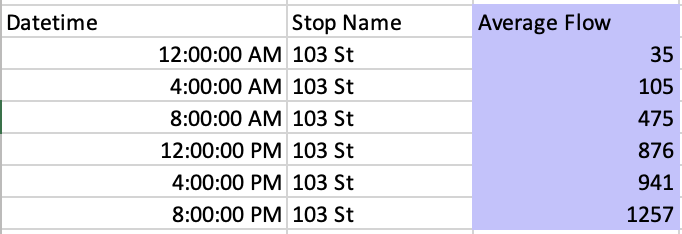 Datetime Stop Name Average Flow
12:00:00 AM 103 St 35
4:00:00 AM 103 St 105
8:00:00 AM 103 St 475
12:00:00 PM 103 St 876
4:00:00 PM 103 St 941
8:00:00 PM 103 St 1257